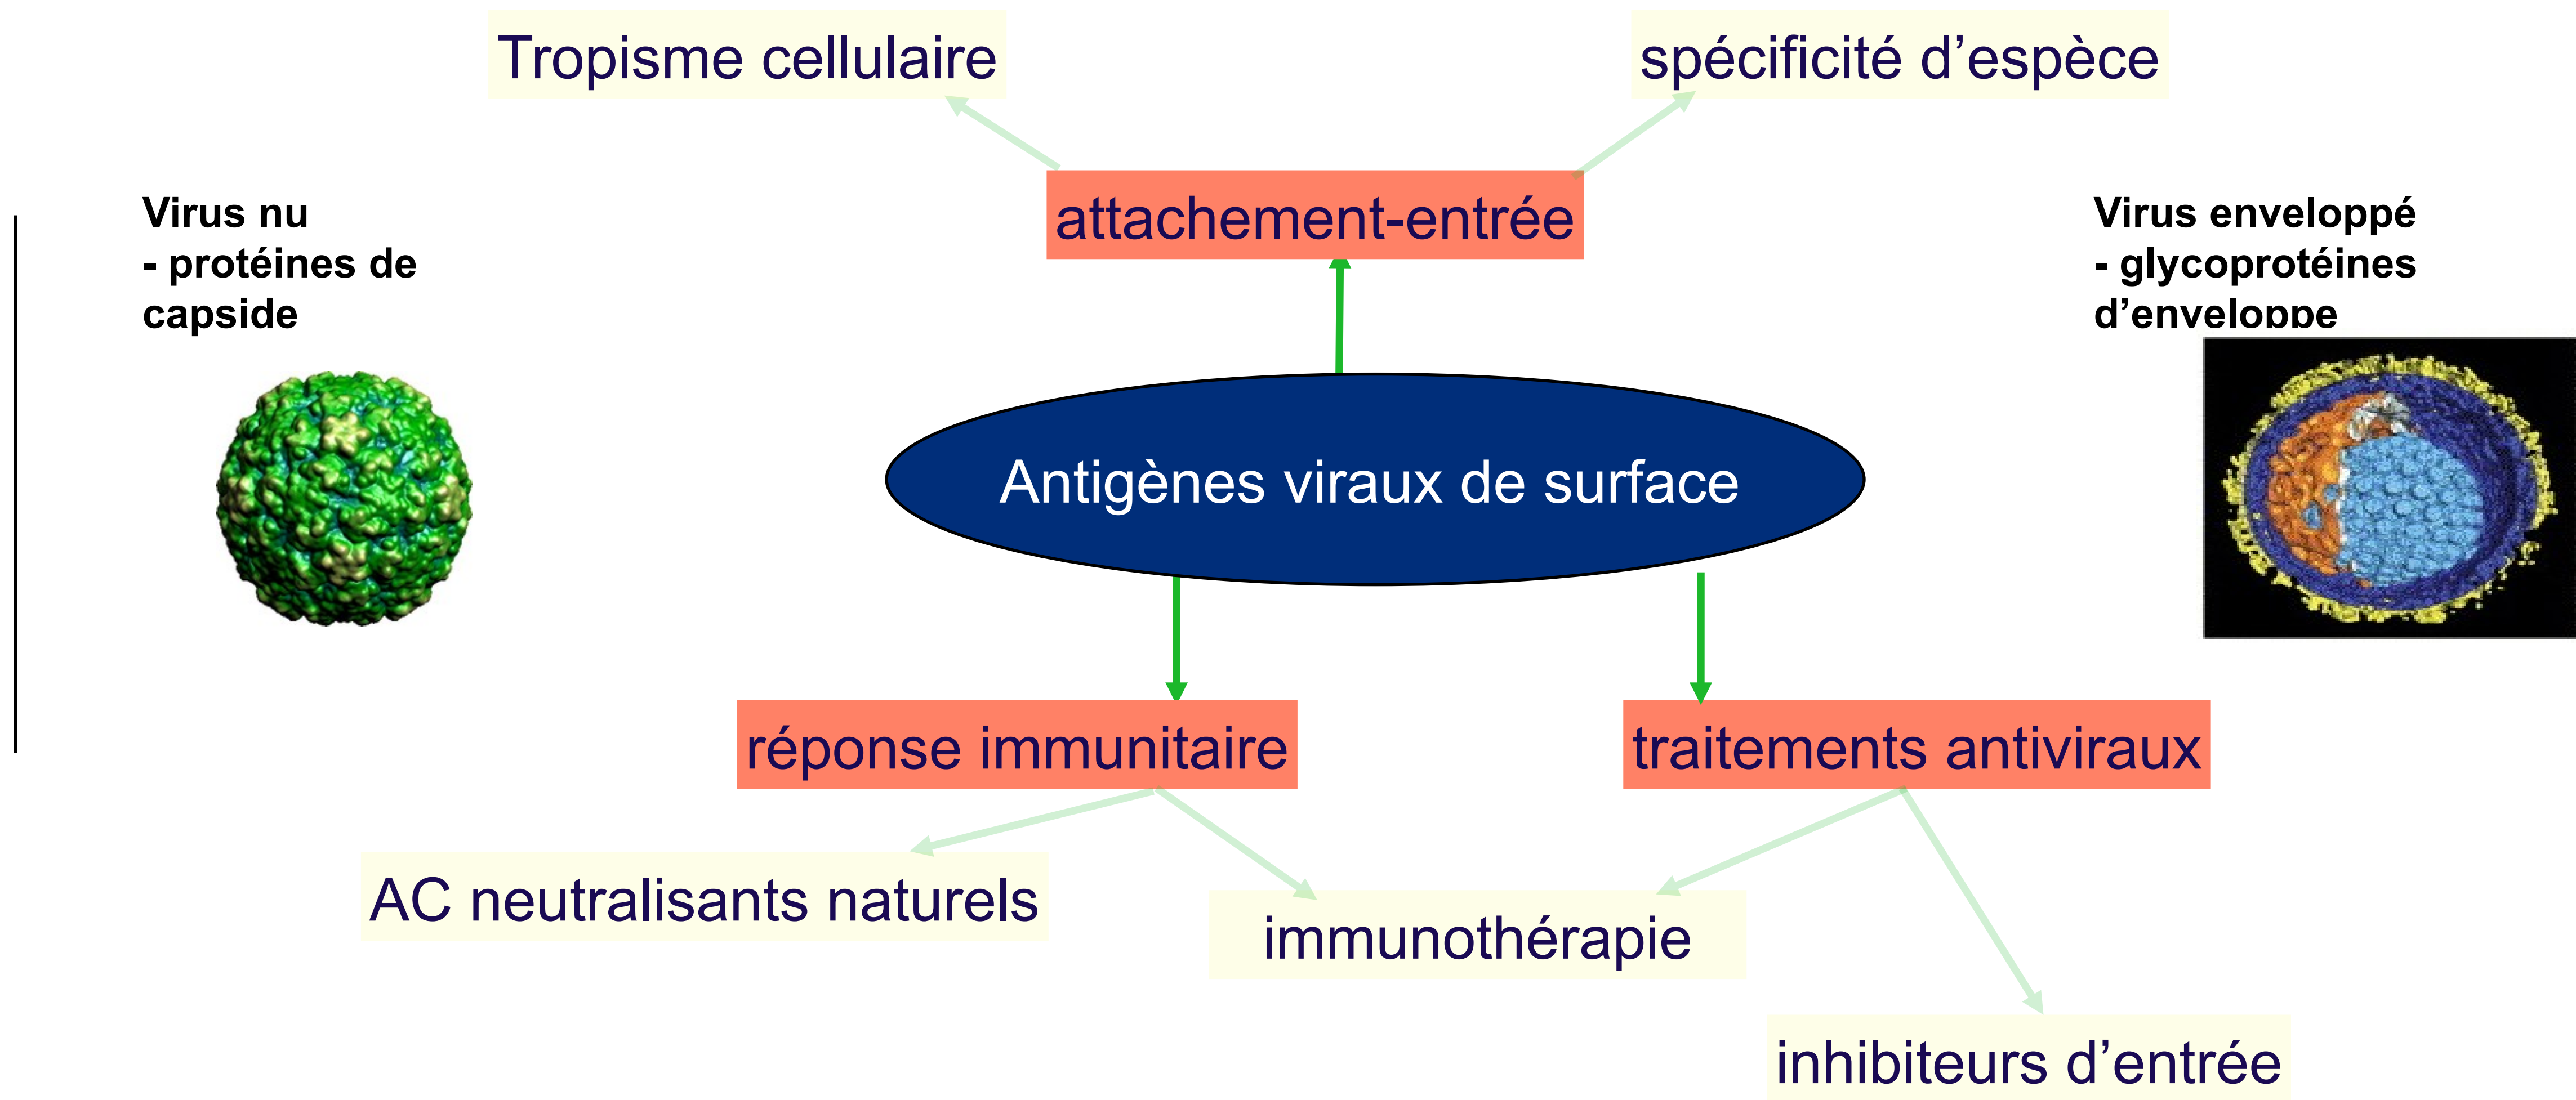 Tropisme cellulaire
spécificité d’espèce
attachement-entrée
Virus nu
- protéines de
capside
Virus enveloppé
- glycoprotéines
d’enveloppe
Antigènes viraux de surface
réponse immunitaire
traitements antiviraux
AC neutralisants naturels
immunothérapie
inhibiteurs d’entrée